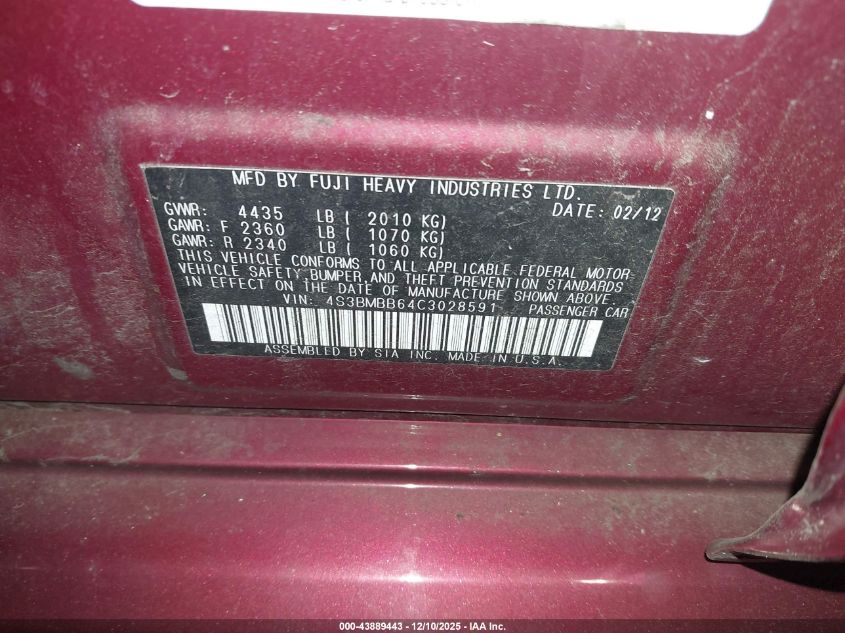 MFD BY FUJI HEAVY INDUSTRIES LTD.
GVWR: 4435 LB ( 2010 KG) DATE: 02/12
GAWR: F 2360 LB ( 1070 KG)
GAWR: R 2340 LB ( 1060 KG)
THIS VEHICLE CONFORMS TO ALL APPLICABLE FEDERAL MOTOR
VEHICLE SAFETY, BUMPER, AND THEFT PREVENTION STANDARDS
IN EFFECT ON THE DATE OF MANUFACTURE SHOWN ABOVE.
VIN: 4S3BMBB64C3028591 PASSENGER CAR
ASSEMBLED BY SIA INC. MADE IN U.S.A.
000-43889443 - 12/10/2025 - IAA Inc.